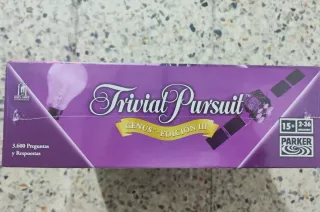 Trivial Pursuit
GENUS EDICIÓN III
15+ 2-36
3.600 Preguntas
y Respuestas
PARKER